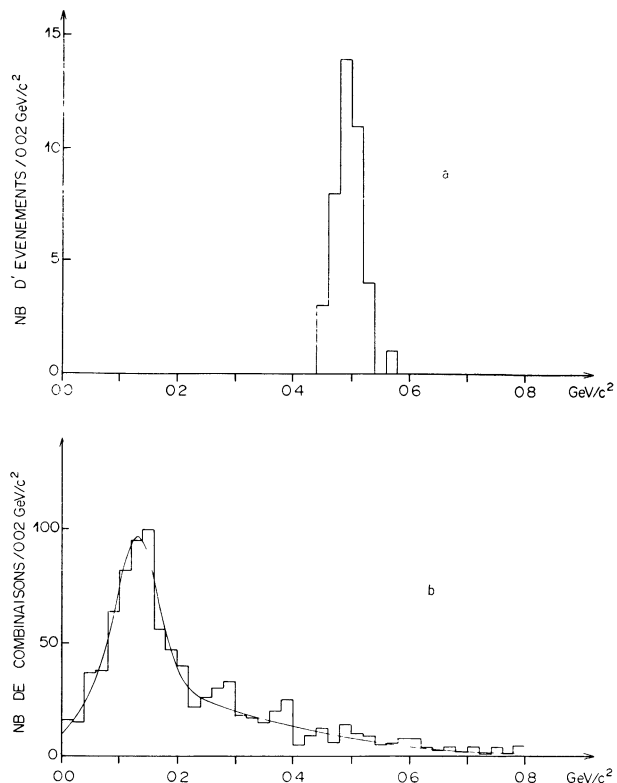 15
10
5
0
NB D'EVENEMENTS /0.02 GeV/c²
a
0.0 0.2 0.4 0.5 0.6 0.8 GeV/c²
100
50
0
NB DE COMBINAISONS /0.02 GeV/c²
b
0.0 0.2 0.4 0.6 0.8 GeV/c²